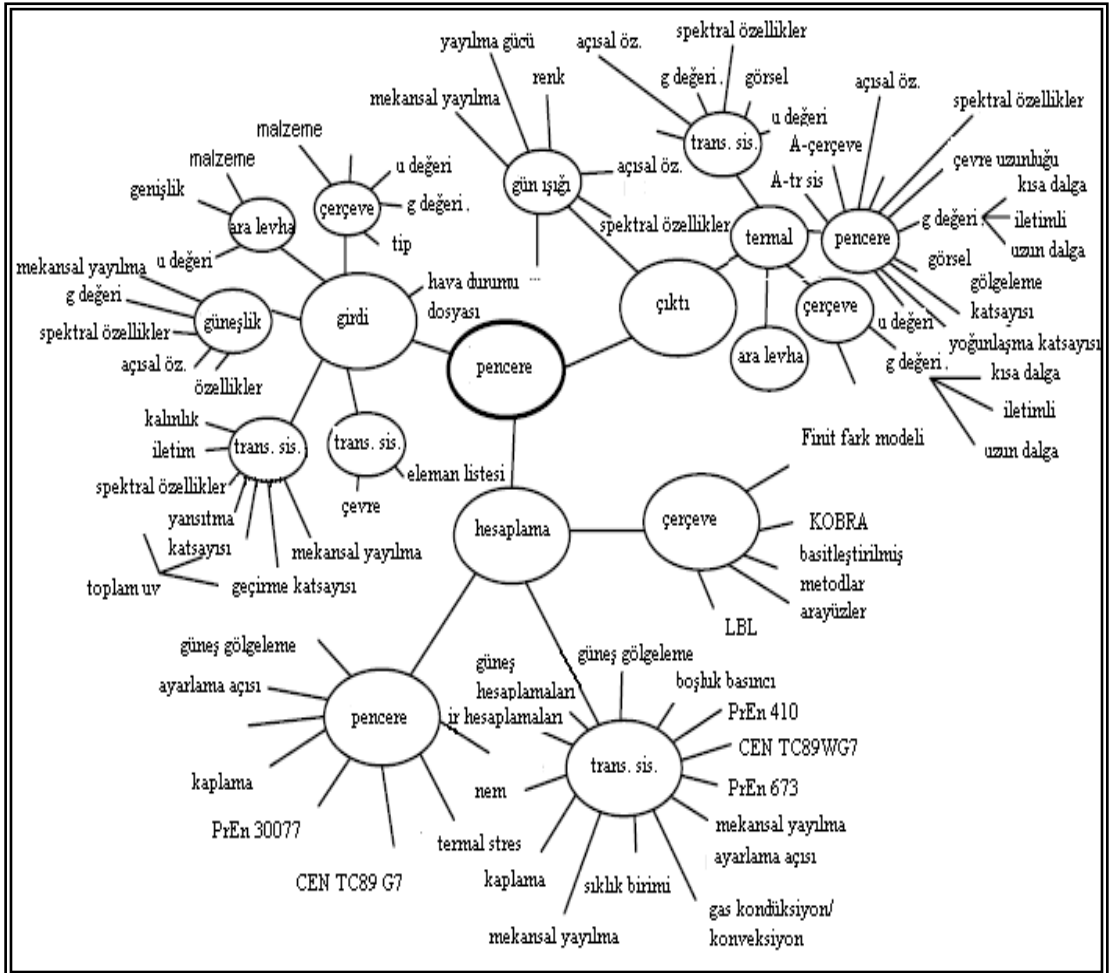 yayılma gücü
açısal öz.
spektral özellikler
renk
g değeri .
görsel
açısal öz.
mekansal yayılma
u değeri
spektral özellikler
malzeme
malzeme
trans. sis.
A-çerçeve
çevre uzunluğu
u değeri
genişlik
çerçeve
gün ışığı
açısal öz.
A-tr sis
kısa dalga
g değeri .
ara levha
spektral özellikler
termal
pencere
g değeri .
iletimli
tip
u değeri
uzun dalga
mekansal yayılma
görsel
g değeri
hava durumu
dosyası
...
gölgeleme
katsayısı
güneşlik
girdi
çıktı
çerçeve
u değeri
spektral özellikler
yoğunlaşma katsayısı
açısal öz.
özellikler
pencere
ara levha
g değeri .
kısa dalga
iletimli
kalınlık
trans. sis.
trans. sis.
Finit fark modeli
uzun dalga
iletim
eleman listesi
spektral özellikler
çevre
yansıtma
katsayısı
mekansal yayılma
hesaplama
çerçeve
KOBRA
basitleştirilmiş
metodlar
arayüzler
toplam uv
geçirme katsayısı
LBL
güneş gölgeleme
güneş gölgeleme
güneş
hesaplamaları
boşluk basıncı
ayarlama açısı
pencere
ir hesaplamaları
PrEn 410
CEN TC89WG7
trans. sis.
kaplama
nem
PrEn 673
PrEn 30077
mekansal yayılma
termal stres
ayarlama açısı
kaplama
sıklık birimi
CEN TC89 G7
gas kondüksiyon/
konveksiyon
mekansal yayılma